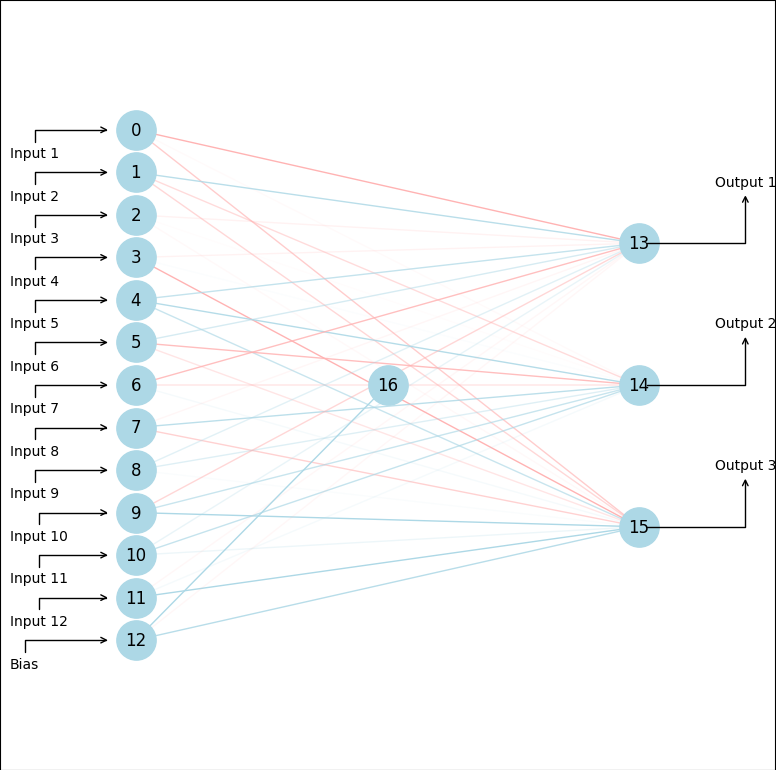 0
Input 1
1
Output 1
Input 2
2
Input 3
13
3
Input 4
4
Output 2
Input 5
5
Input 6
6
16
14
Input 7
7
Input 8
8
Output 3
Input 9
9
15
Input 10
10
Input 11
11
Input 12
12
Bias